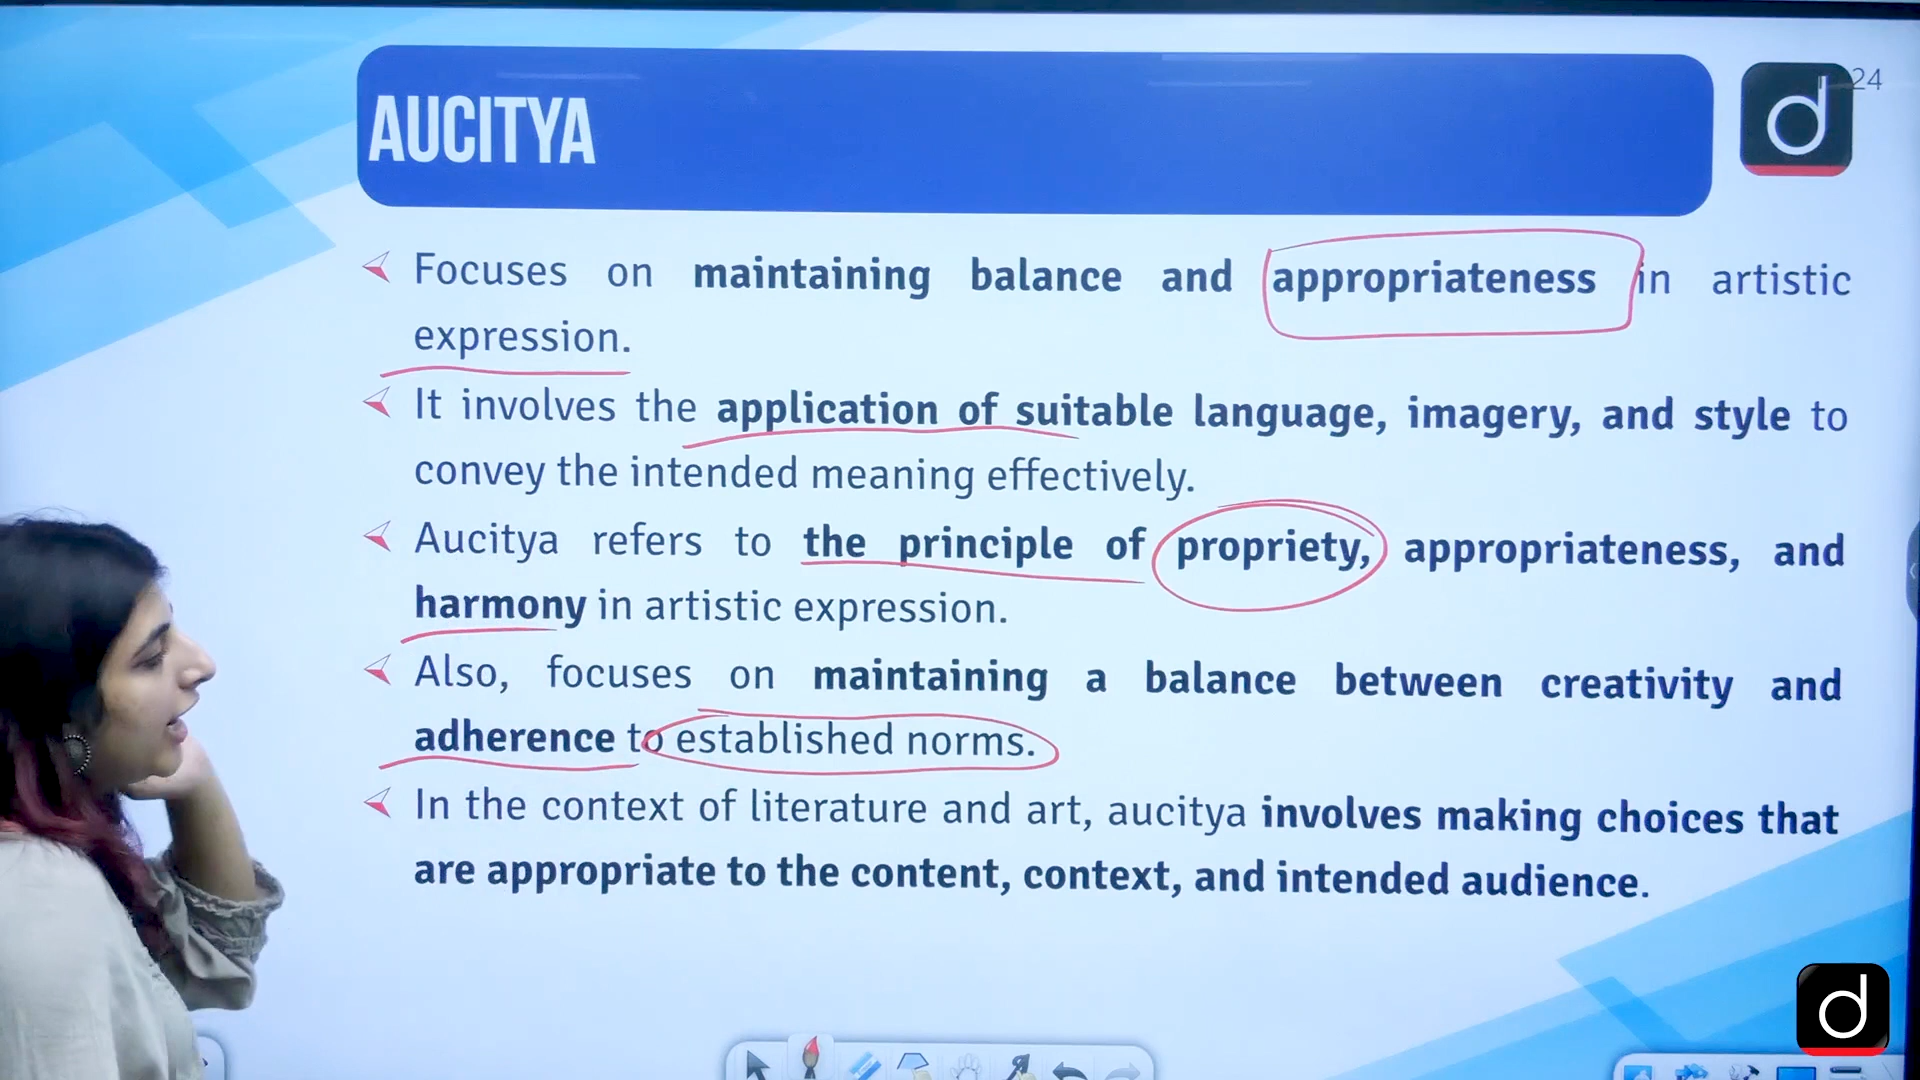 AUCITYA
24
Focuses on maintaining balance and appropriateness in artistic
expression.
It involves the application of suitable language, imagery, and style to
convey the intended meaning effectively.
Aucitya refers to the principle of propriety, appropriateness, and
harmony in artistic expression.
Also, focuses on maintaining a balance between creativity and
adherence to established norms.
In the context of literature and art, aucitya involves making choices that
are appropriate to the content, context, and intended audience.
d
d